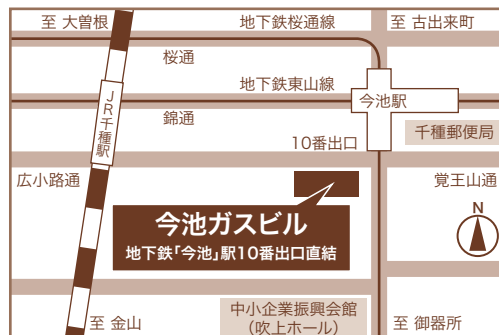 至 大曽根
地下鉄桜通線
至 古出来町
桜通
地下鉄東山線
JR千種駅
今池駅
錦通
千種郵便局
10番出口
広小路通
覚王山通
今池ガスビル
地下鉄「今池」駅10番出口直結
N
中小企業振興会館
（吹上ホール）
至 金山
至 御器所